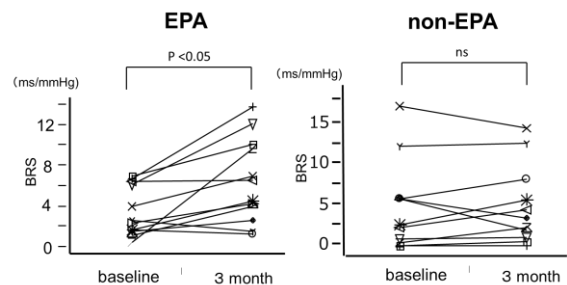 EPA
P <0.05
(ms/mmHg)
12
8
4
0
BRS
baseline
3 month
non-EPA
ns
(ms/mmHg)
15
10
5
0
BRS
baseline
3 month